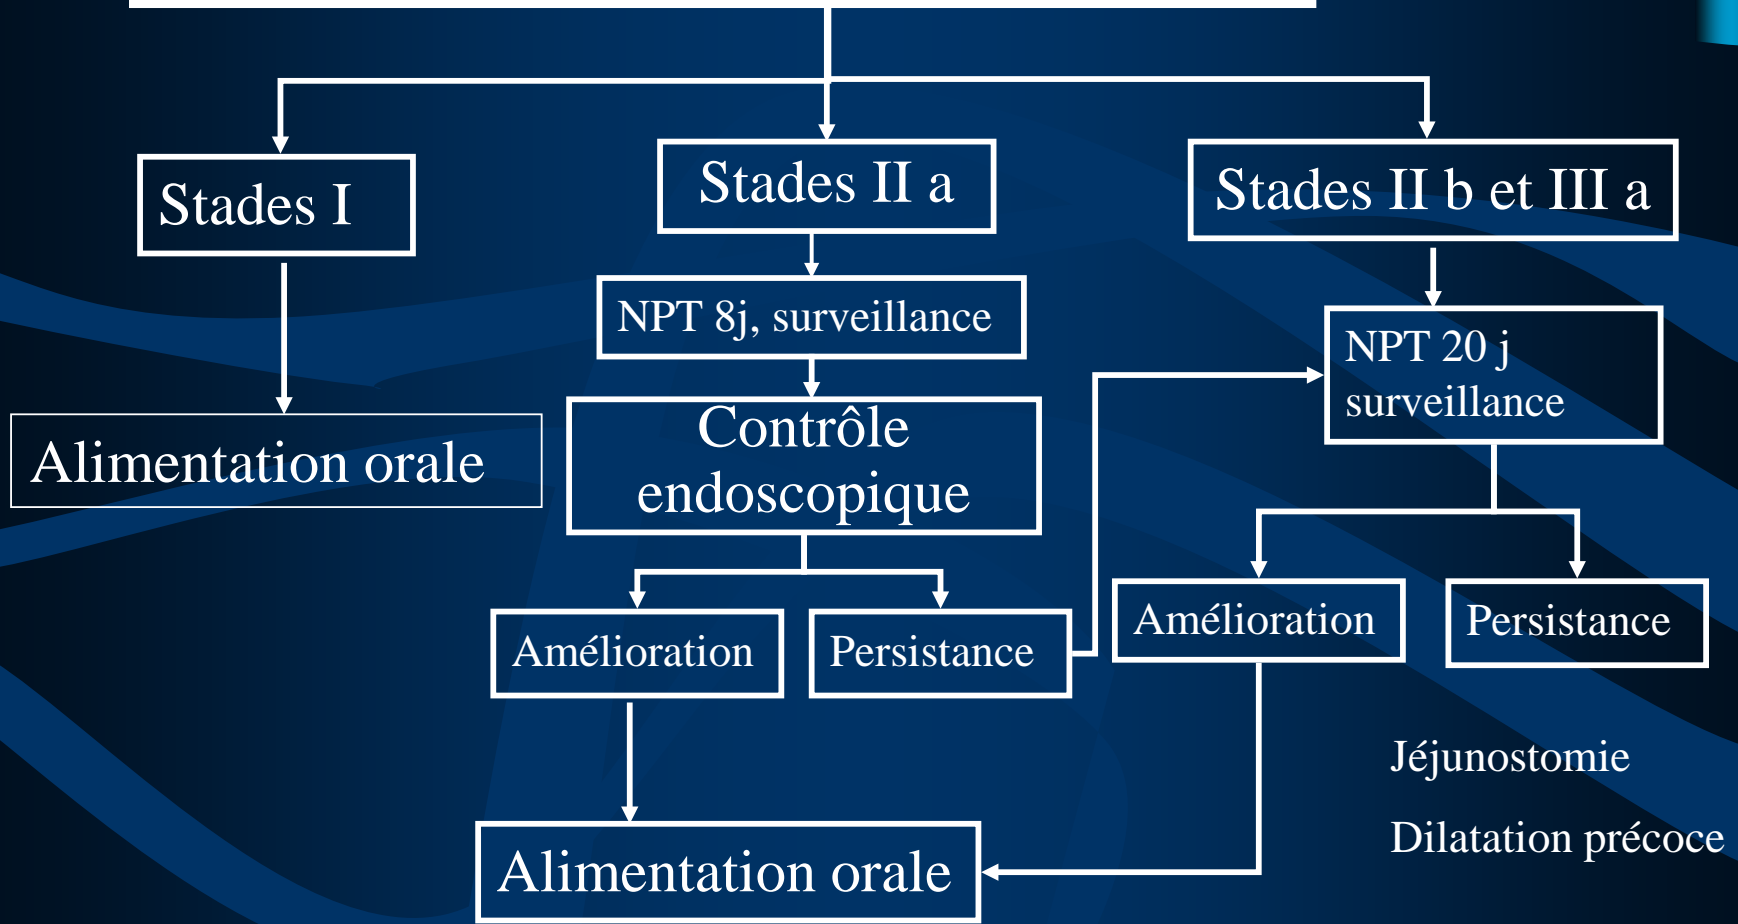 Stades I
Stades II a
Stades II b et III a
NPT 8j, surveillance
NPT 20 j
surveillance
Alimentation orale
Contrôle
endoscopique
Amélioration
Persistance
Amélioration
Persistance
Jéjunostomie
Dilatation précoce
Alimentation orale